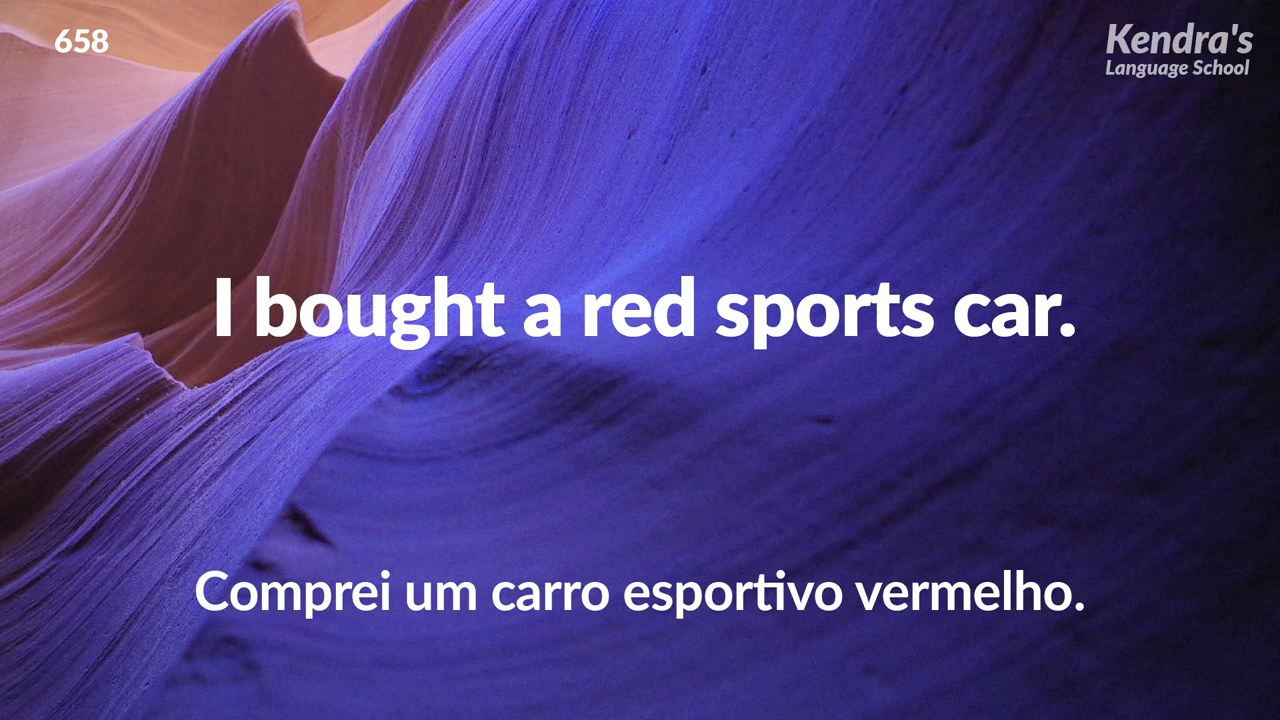 658
Kendra's
Language School
I bought a red sports car.
Comprei um carro esportivo vermelho.